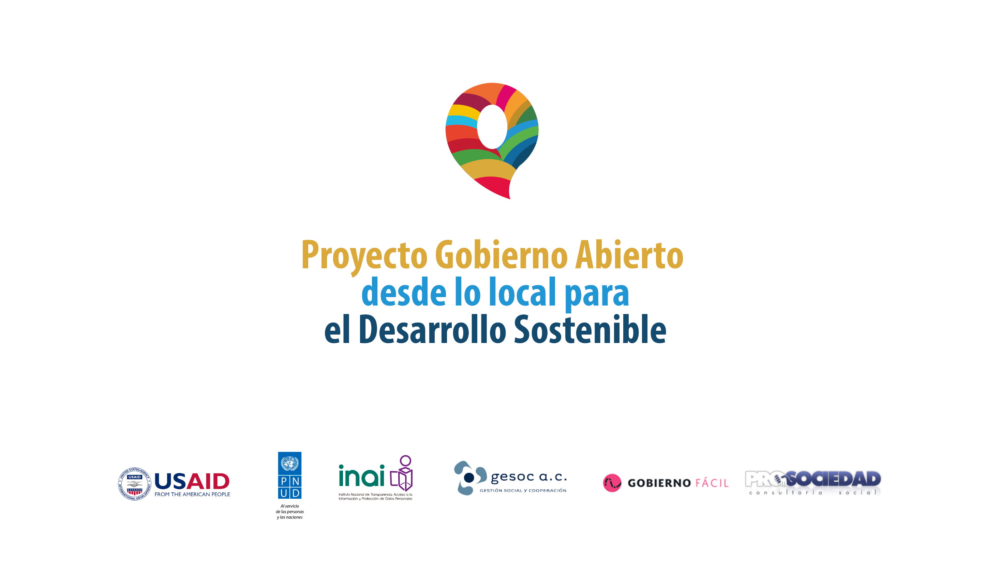 Proyecto Gobierno Abierto
desde lo local para
el Desarrollo Sostenible
UNITED STATES AGENCY
USAID
INTERNATIONAL DEVELOPMENT
USAID
FROM THE AMERICAN PEOPLE
P N
U D
Al servicio
de las personas
y las naciones
inai
Instituto Nacional de Transparencia, Acceso a la
Información y Protección de Datos Personales
gesoc a.c.
GESTIÓN SOCIAL Y COOPERACIÓN
GOBIERNO FÁCIL
PROSOCIEDAD
consultoría social